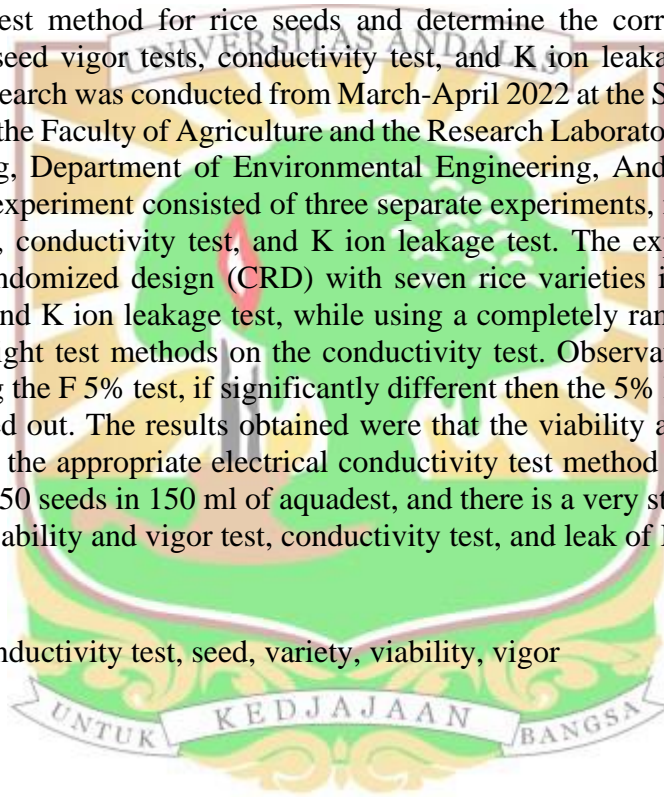 est method for rice seeds and determine the corr
UNIVERSITAS ANDALAS
seed vigor tests, conductivity test, and K ion leaka
earch was conducted from March-April 2022 at the S
the Faculty of Agriculture and the Research Laborato
g, Department of Environmental Engineering, And
experiment consisted of three separate experiments,
, conductivity test, and K ion leakage test. The exp
ndomized design (CRD) with seven rice varieties i
nd K ion leakage test, while using a completely ran
ight test methods on the conductivity test. Observa
g the F 5% test, if significantly different then the 5%
ed out. The results obtained were that the viability a
the appropriate electrical conductivity test method
50 seeds in 150 ml of aquadest, and there is a very st
ability and vigor test, conductivity test, and leak of
nductivity test, seed, variety, viability, vigor
UNTUK KEDJAJAAN BANGSA